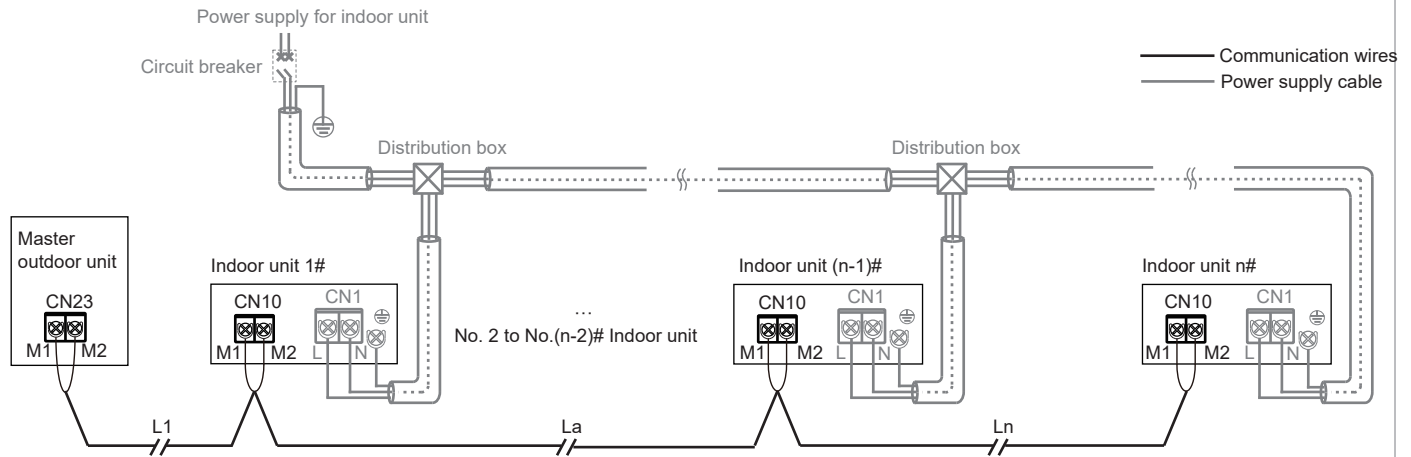 Power supply for indoor unit
Circuit breaker
Communication wires
Power supply cable
Distribution box
Distribution box
Master
outdoor unit
CN23
M1 M2
Indoor unit 1#
CN10
CN1
M1 M2 L N
…
No. 2 to No.(n-2)# Indoor unit
Indoor unit (n-1)#
CN10
CN1
M1 M2 L N
Indoor unit n#
CN10
CN1
M1 M2 L N
L1
La
Ln